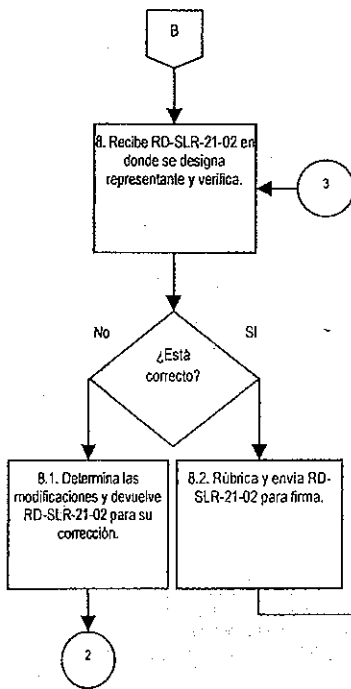 B
8. Recibe RD-SLR-21-02 en
donde se designa
representante y verifica.
3
No
SI
¿Está
correcto?
8.1. Determina las
modificaciones y devuelve
RD-SLR-21-02 para su
corrección.
8.2. Rúbrica y envia RD-
SLR-21-02 para firma.
2